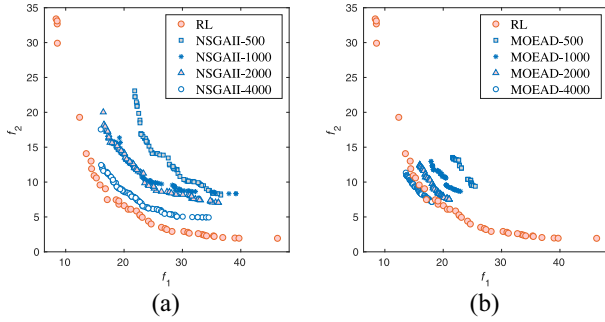 RL
NSGAII-500
NSGAII-1000
NSGAII-2000
NSGAII-4000
35
30
25
20
15
10
5
0
f2
10 20 30 40
f1
(a)
RL
MOEAD-500
MOEAD-1000
MOEAD-2000
MOEAD-4000
35
30
25
20
15
10
5
0
f2
10 20 30 40
f1
(b)